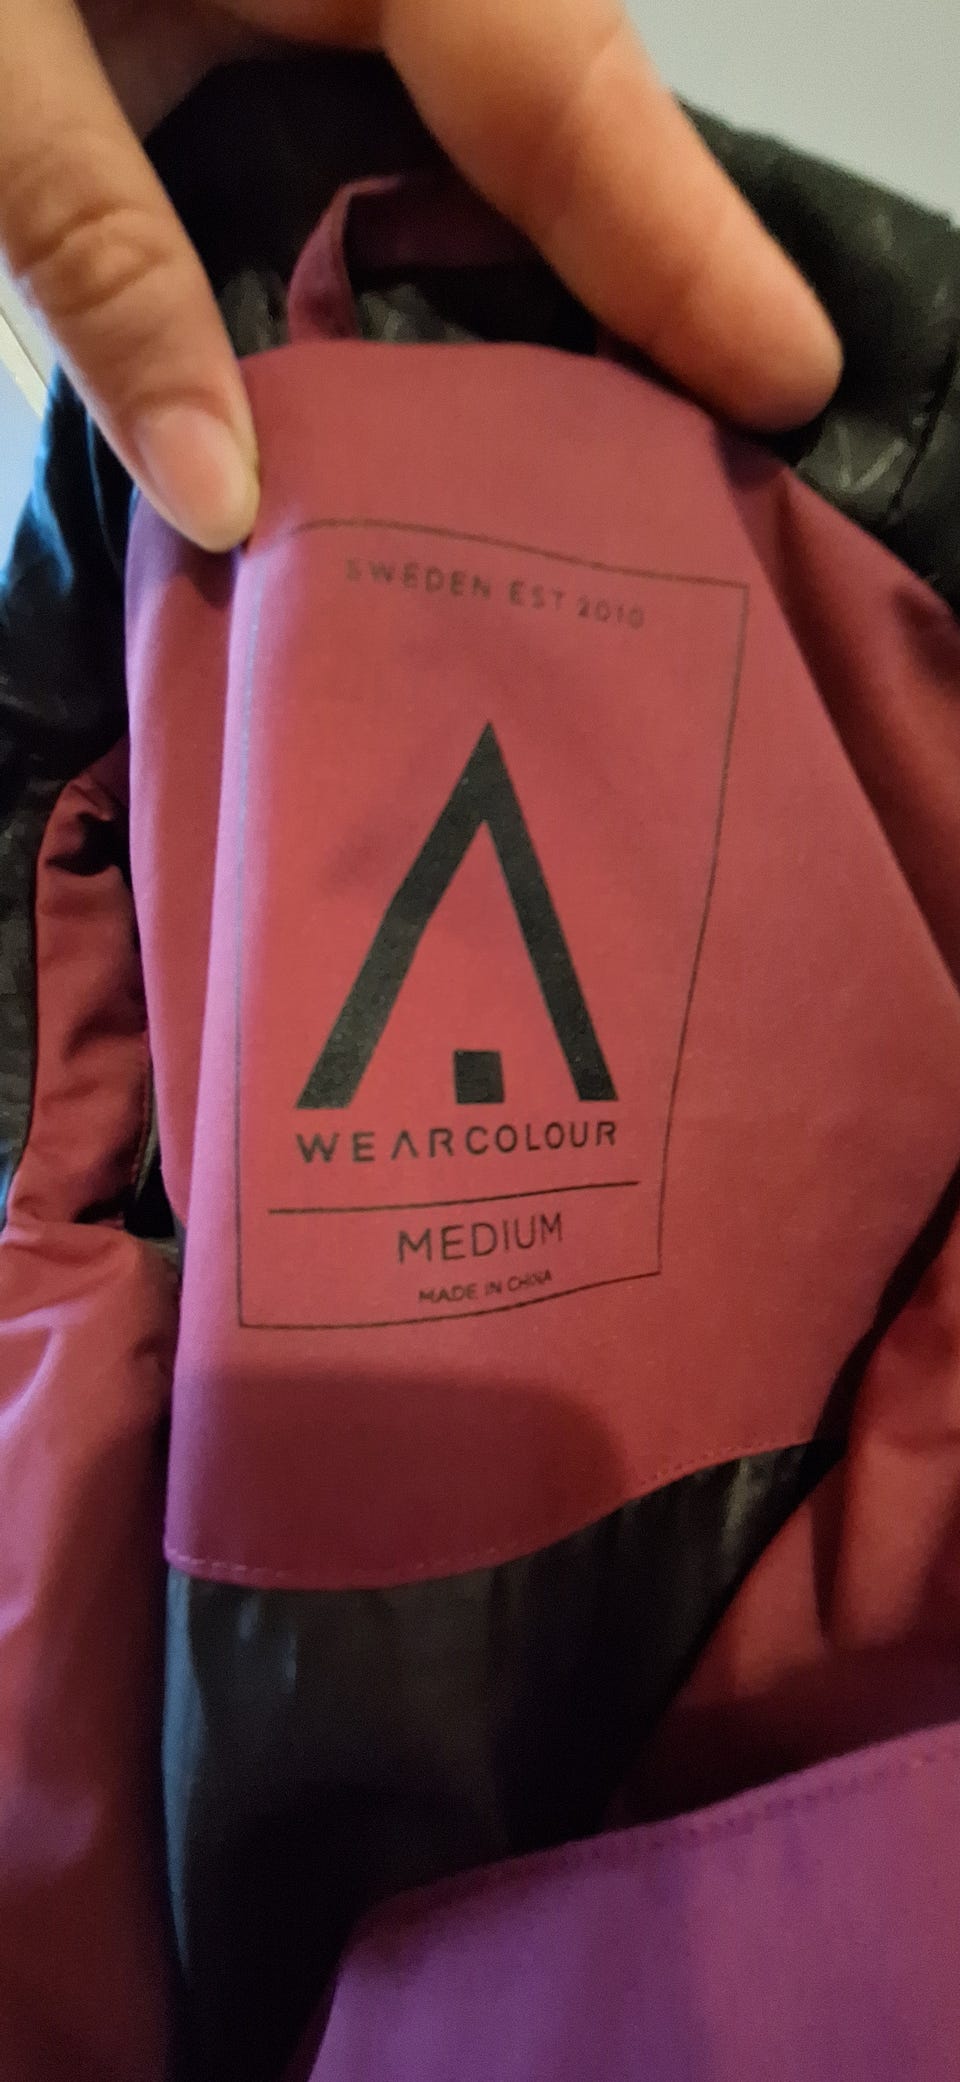 SWEDEN EST 2010
WEARCOLOUR
MEDIUM
MADE IN CHINA